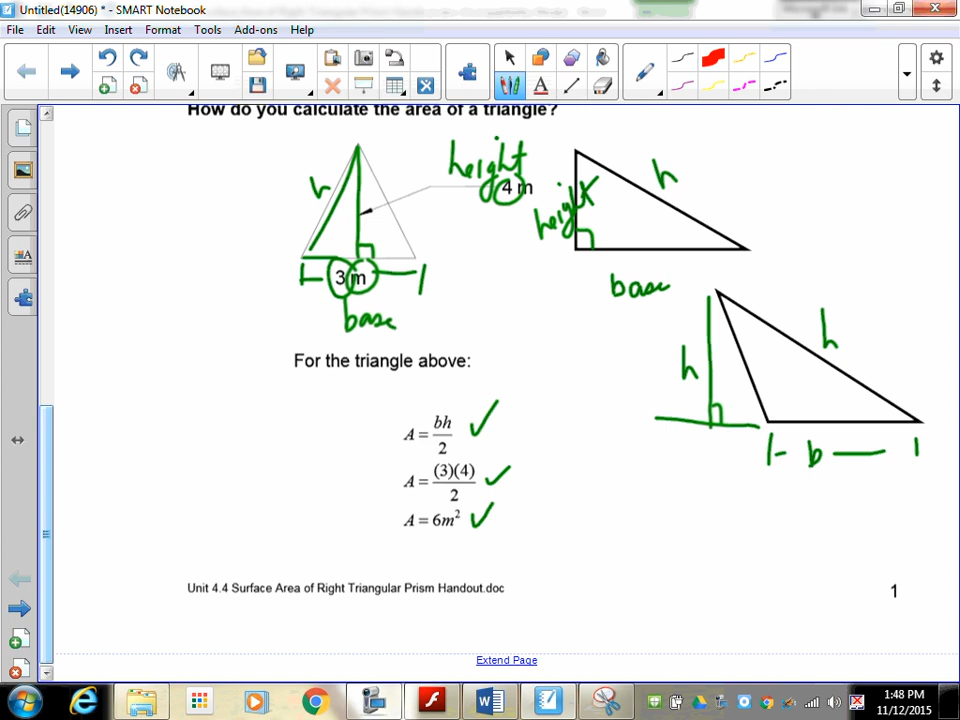 Untitled(14906) * - SMART Notebook
File Edit View Insert Format Tools Add-ons Help
How do you calculate the area of a triangle?
height
4 m
h
h
height
3 m
base
base
h
h
b
For the triangle above:
A = bh/2
A = (3)(4)/2
A = 6m²
Unit 4.4 Surface Area of Right Triangular Prism Handout.doc
1
Extend Page
1:48 PM
11/12/2015